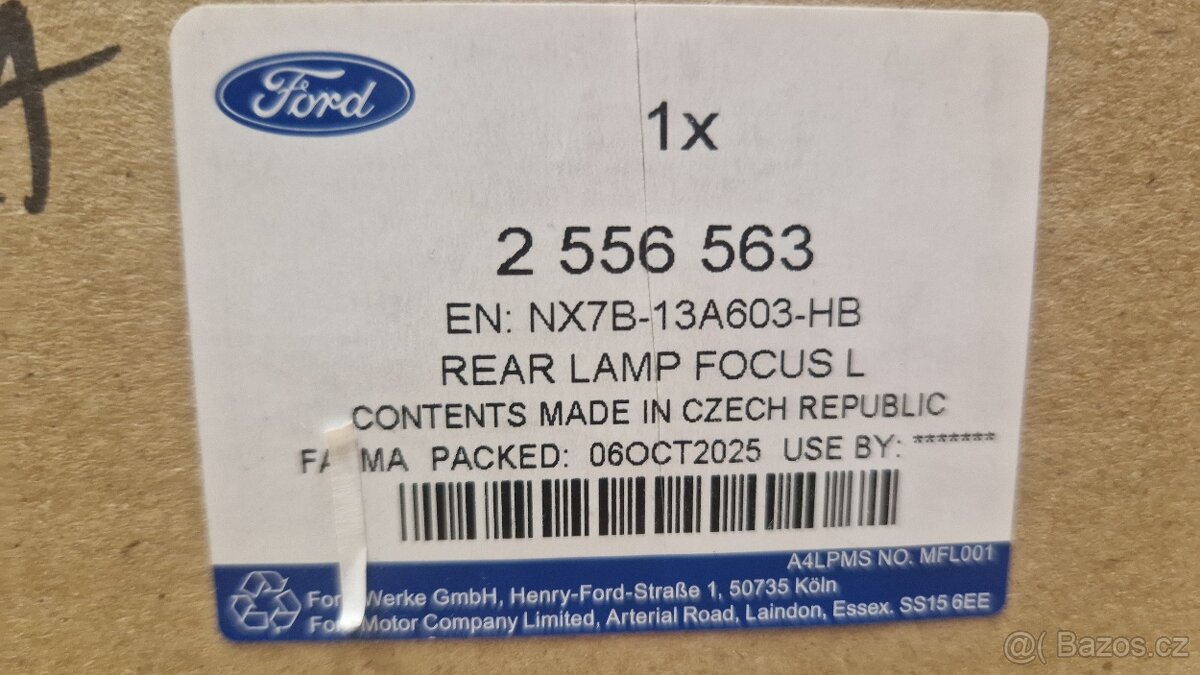 Ford
1x
2 556 563
EN: NX7B-13A603-HB
REAR LAMP FOCUS L
CONTENTS MADE IN CZECH REPUBLIC
MA PACKED: 06OCT2025 USE BY: *******
A4LPMS NO. MFL001
Werke GmbH, Henry-Ford-Straße 1, 50735 Köln
Motor Company Limited, Arterial Road, Laindon, Essex. SS15 6EE
@( Bazos.cz